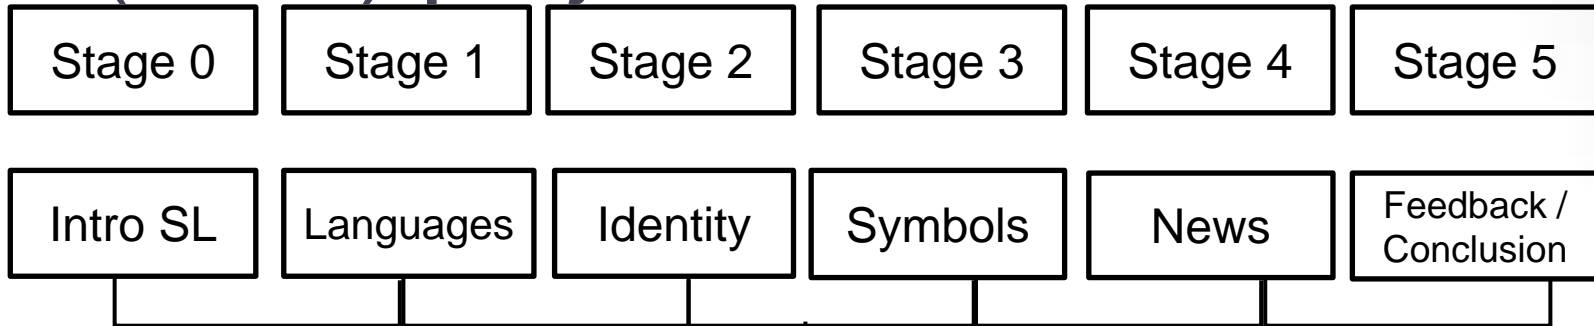 Stage 0
Stage 1
Stage 2
Stage 3
Stage 4
Stage 5
Intro SL
Languages
Identity
Symbols
News
Feedback /
Conclusion